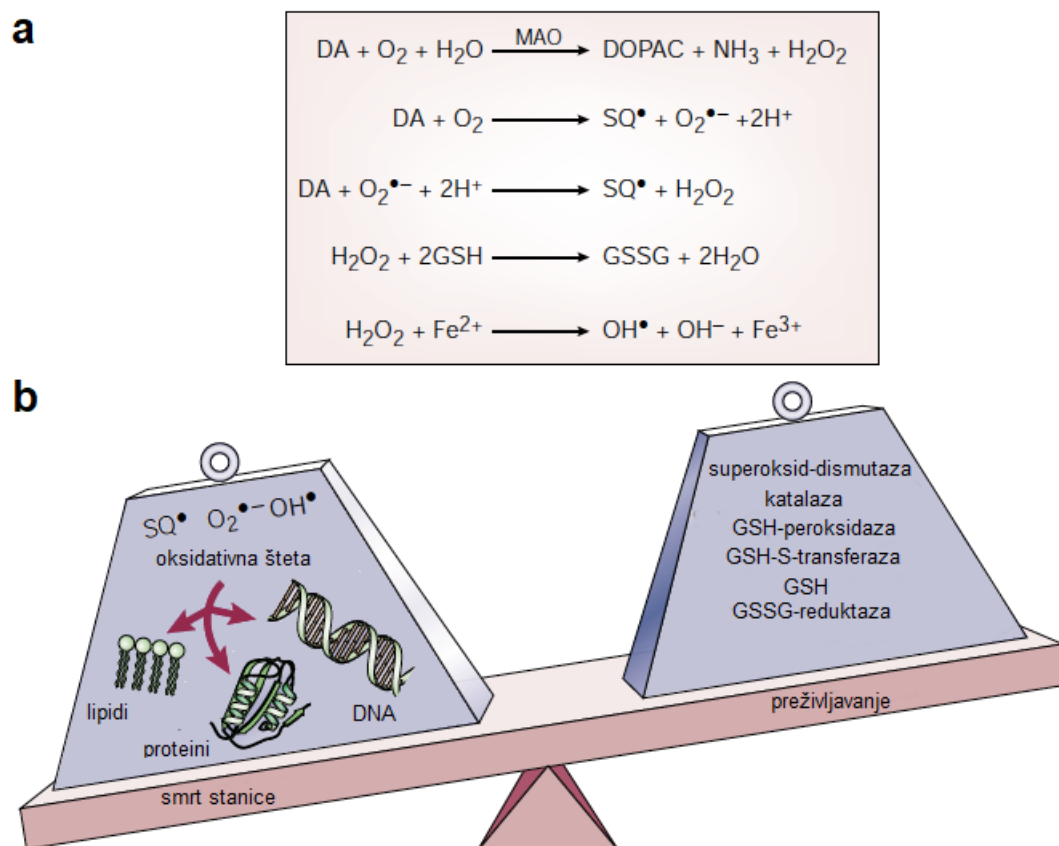 a
DA + O₂ + H₂O MAO → DOPAC + NH₃ + H₂O₂
DA + O₂ → SQ• + O₂•− +2H⁺
DA + O₂•− + 2H⁺ → SQ• + H₂O₂
H₂O₂ + 2GSH → GSSG + 2H₂O
H₂O₂ + Fe²⁺ → OH• + OH− + Fe³⁺
b
SQ• O₂•− OH•
oksidativna šteta
lipidi
proteini
DNA
smrt stanice
superoksid-dismutaza
katalaza
GSH-peroksidaza
GSH-S-transferaza
GSH
GSSG-reduktaza
preživljavanje